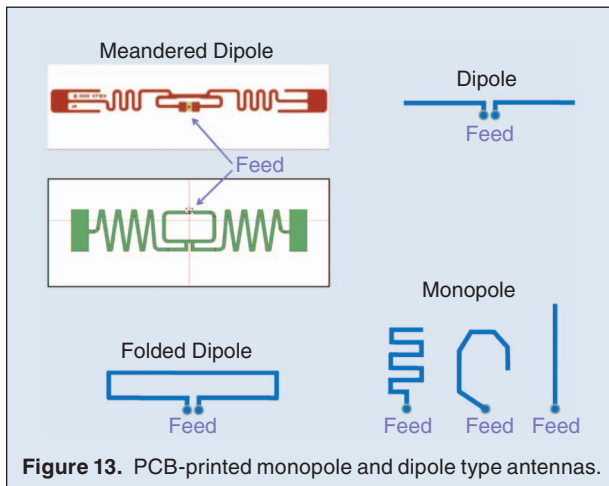 Meandered Dipole
Dipole
Feed
Feed
Monopole
Folded Dipole
Feed
Feed
Feed
Feed
Figure 13. PCB-printed monopole and dipole type antennas.